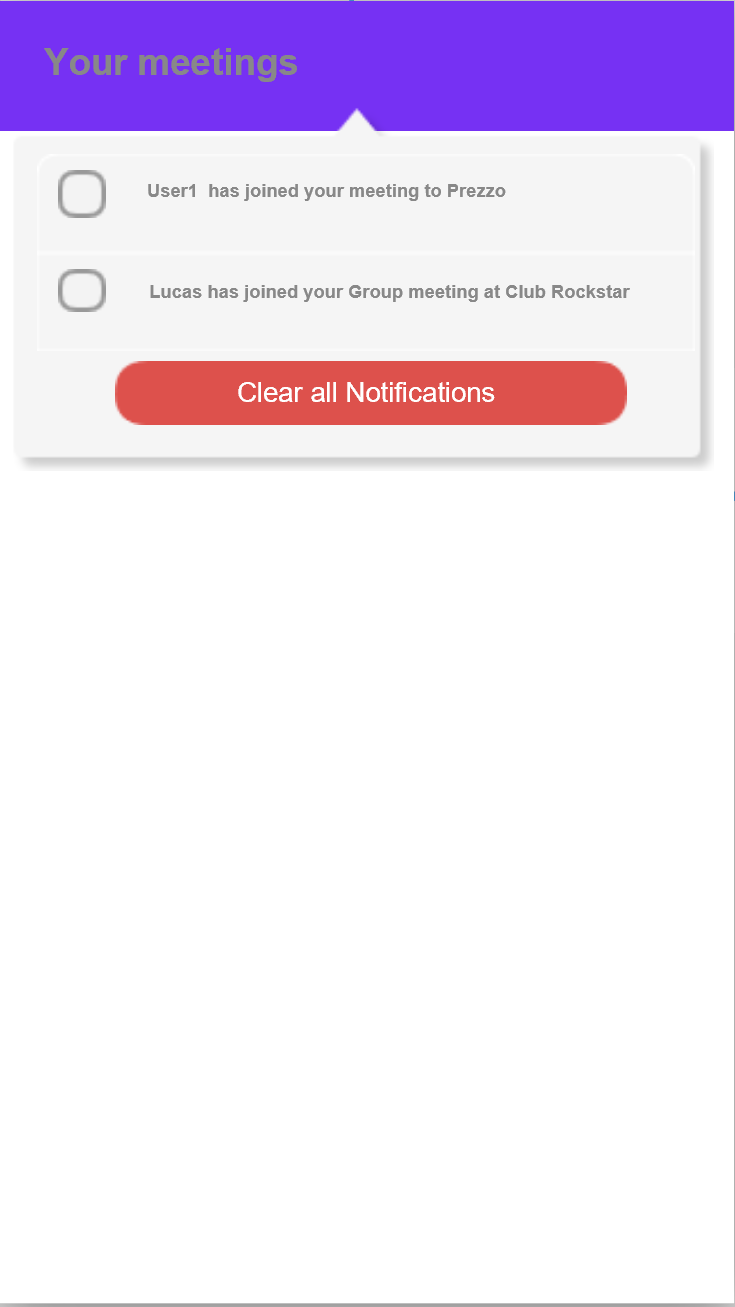 Your meetings
User1  has joined your meeting to Prezzo
Lucas has joined your Group meeting at Club Rockstar
Clear all Notifications